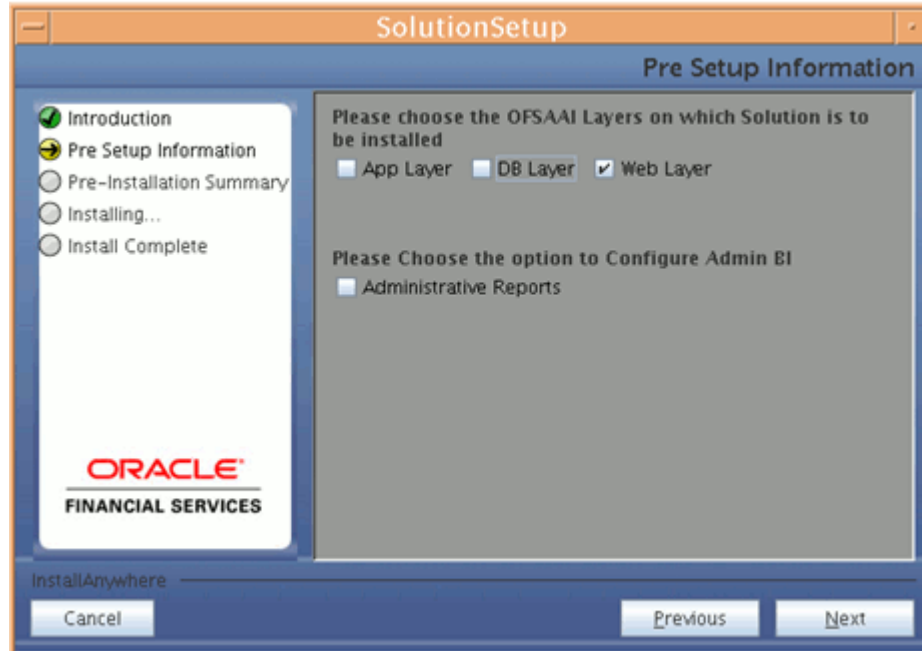 SolutionSetup
Pre Setup Information
Introduction
Pre Setup Information
Pre-Installation Summary
Installing...
Install Complete
ORACLE
FINANCIAL SERVICES
Please choose the OFSAAI Layers on which Solution is to
be installed
App Layer DB Layer Web Layer
Please Choose the option to Configure Admin BI
Administrative Reports
InstallAnywhere
Cancel Previous Next